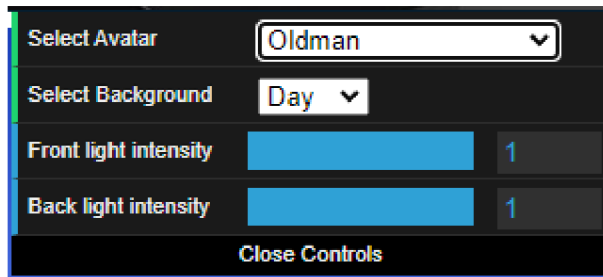 Select Avatar Oldman
Select Background Day
Front light intensity 1
Back light intensity 1
Close Controls